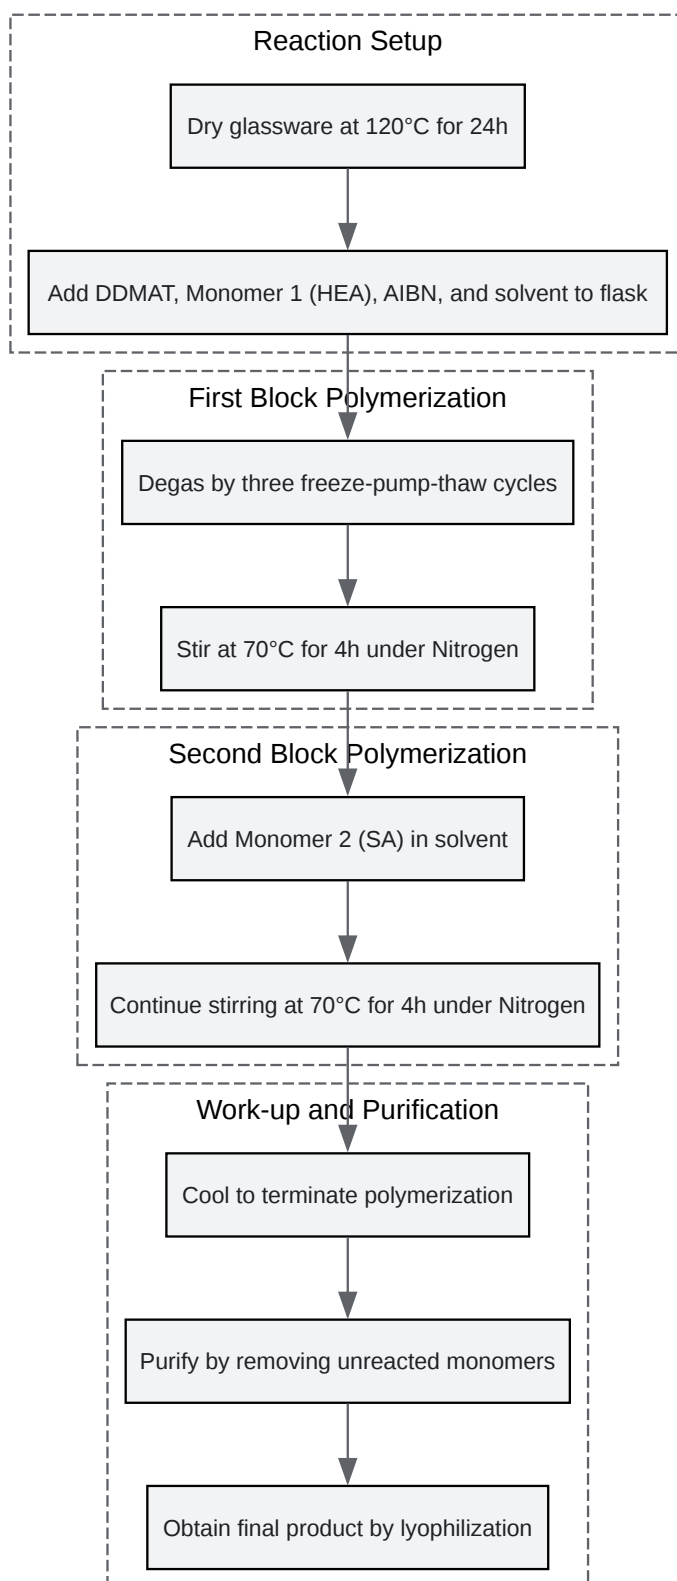 Reaction Setup
Dry glassware at 120°C for 24h
Add DDMAT, Monomer 1 (HEA), AIBN, and solvent to flask
First Block Polymerization
Degas by three freeze-pump-thaw cycles
Stir at 70°C for 4h under Nitrogen
Second Block Polymerization
Add Monomer 2 (SA) in solvent
Continue stirring at 70°C for 4h under Nitrogen
Work-up and Purification
Cool to terminate polymerization
Purify by removing unreacted monomers
Obtain final product by lyophilization